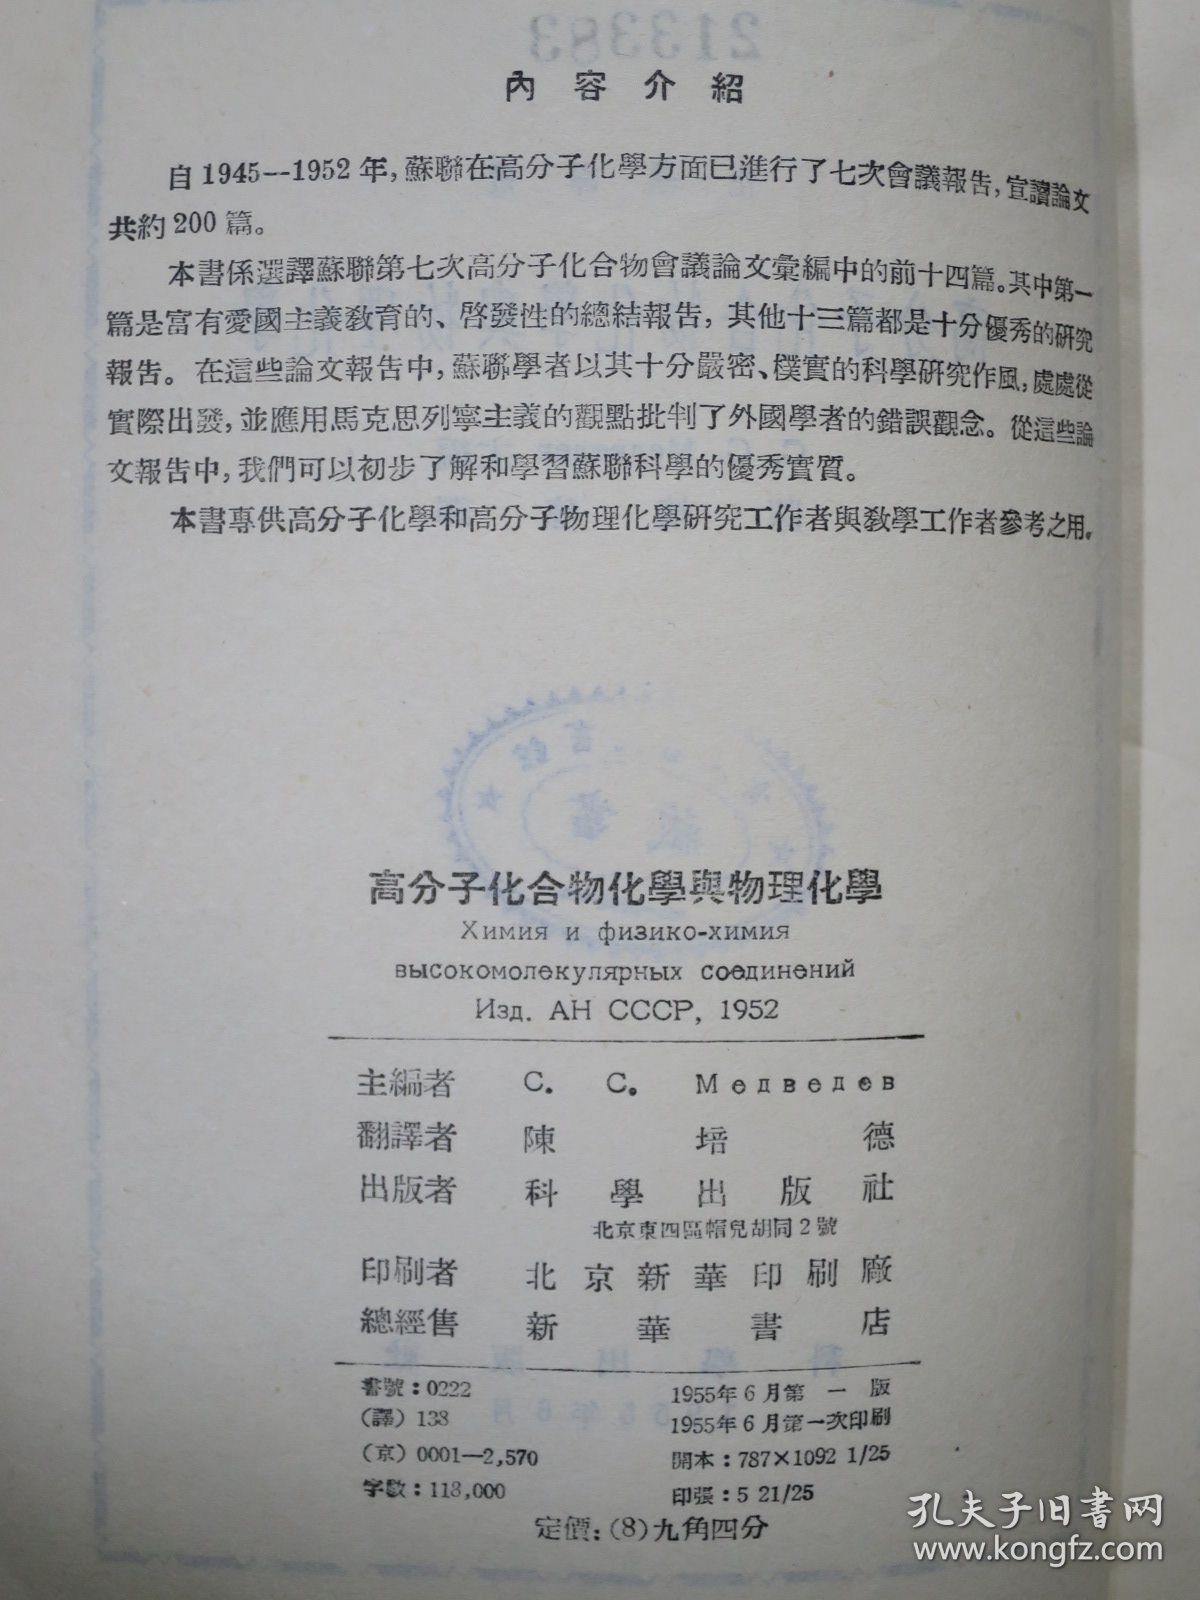 213383
內容介紹
自1945--1952年，蘇聯在高分子化學方面已進行了七次會議報告，宣讀論文
共約200篇。
本書係選譯蘇聯第七次高分子化合物會議論文彙編中的前十四篇。其中第一
篇是富有愛國主義教育的、啓發性的總結報告，其他十三篇都是十分優秀的研究
報告。在這些論文報告中，蘇聯學者以其十分嚴密、樸實的科學研究作風，處處從
實際出發，並應用馬克思列寧主義的觀點批判了外國學者的錯誤觀念。從這些論
文報告中，我們可以初步了解和學習蘇聯科學的優秀實質。
本書專供高分子化學和高分子物理化學研究工作者與教學工作者參考之用。
高分子化合物化學與物理化學
Химия и физико-химия
высокомолекулярных соединений
Изд. АН СССР, 1952
主編者 С. С. Медведев
翻譯者 陳培德
出版者 科學出版社
北京東四區帽兒胡同2號
印刷者 北京新華印刷廠
總經售 新華書店
書號：0222 1955年6月第一版
（譯）138 1955年6月第一次印刷
（京）0001—2,570 開本：787×1092 1/25
字數：118,000 印張：5 21/25
定價：(8)九角四分
孔夫子旧书网
www.kongfz.com